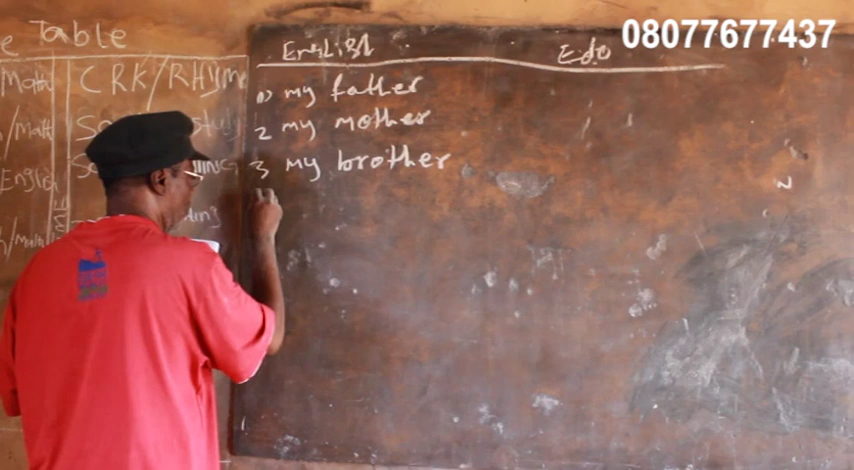 08077677437
e Table
Math CRK/RHyme
/Math
English
English Edo
1) my father
2 my mother
3 my brother